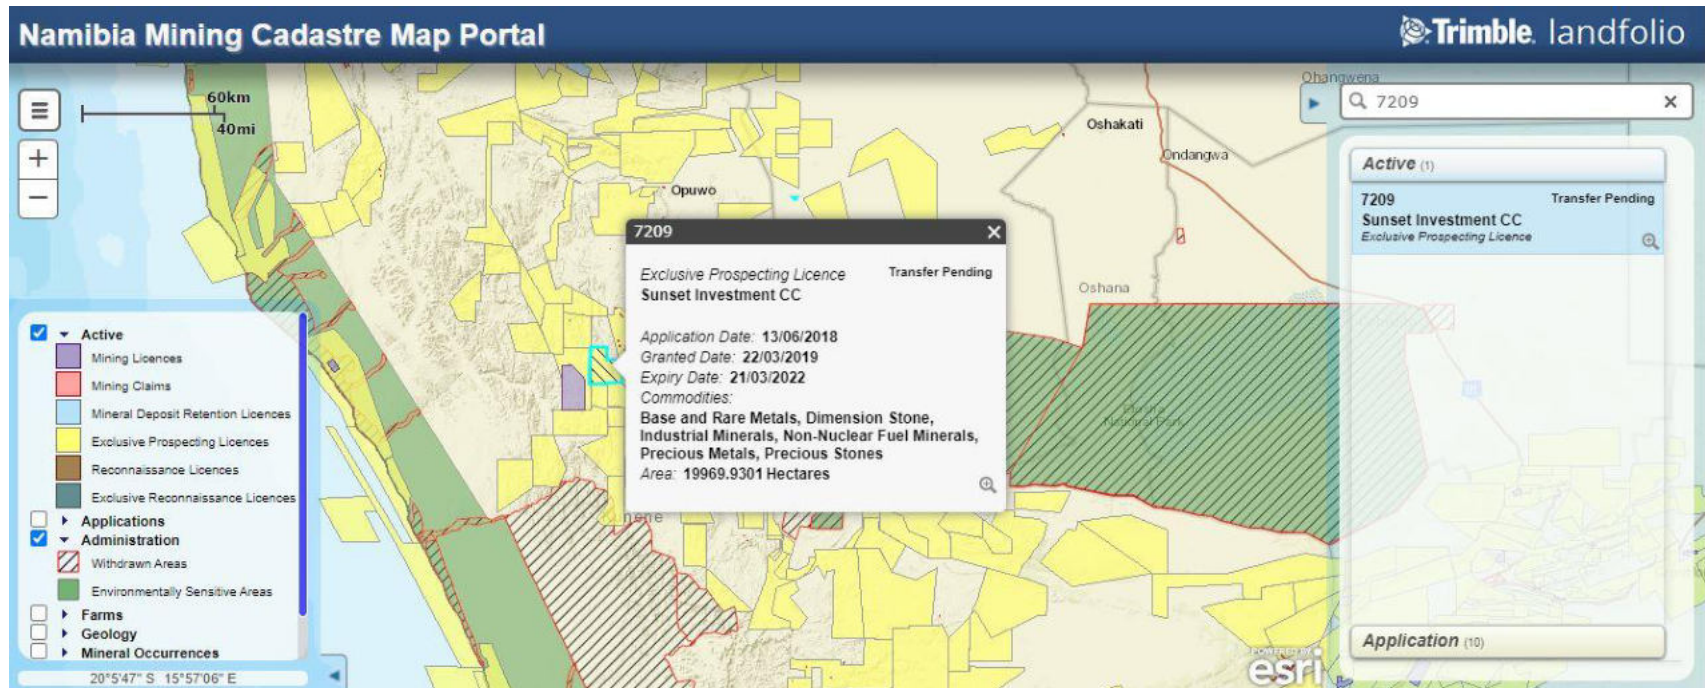 Namibia Mining Cadastre Map Portal
Trimble. landfolio
60km
40mi
Ohangwena
Oshakati
Ondangwa
Opuwo
Oshana
7209
Active (1)
7209 Transfer Pending
Sunset Investment CC
Exclusive Prospecting Licence
7209
Exclusive Prospecting Licence Transfer Pending
Sunset Investment CC
Application Date: 13/06/2018
Granted Date: 22/03/2019
Expiry Date: 21/03/2022
Commodities:
Base and Rare Metals, Dimension Stone,
Industrial Minerals, Non-Nuclear Fuel Minerals,
Precious Metals, Precious Stones
Area: 19969.9301 Hectares
Etosha
National Park
Active
Mining Licences
Mining Claims
Mineral Deposit Retention Licences
Exclusive Prospecting Licences
Reconnaissance Licences
Exclusive Reconnaissance Licences
Applications
Administration
Withdrawn Areas
Environmentally Sensitive Areas
Farms
Geology
Mineral Occurrences
20°5'47" S 15°57'06" E
Application (10)
POWERED BY
esri